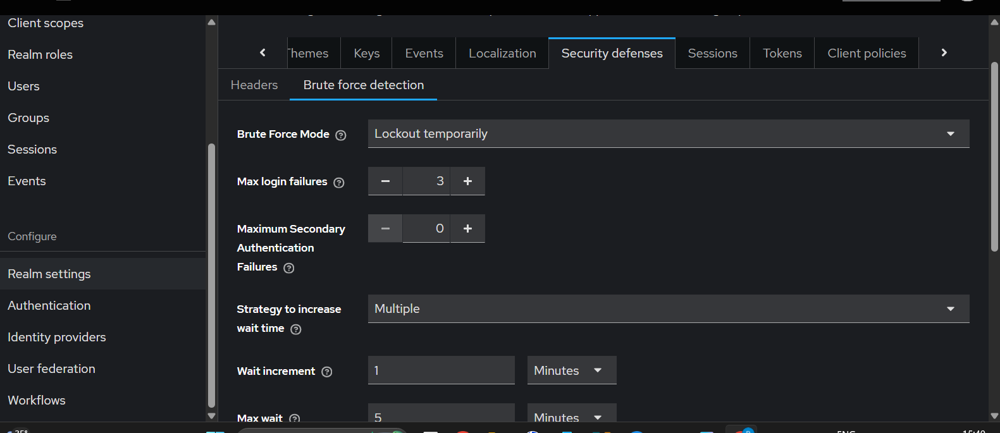 Client scopes
Realm roles
Users
Groups
Sessions
Events
Configure
Realm settings
Authentication
Identity providers
User federation
Workflows
Themes Keys Events Localization Security defenses Sessions Tokens Client policies
Headers Brute force detection
Brute Force Mode Lockout temporarily
Max login failures 3
Maximum Secondary 0
Authentication
Failures
Strategy to increase Multiple
wait time
Wait increment 1 Minutes
Max wait 5 Minutes